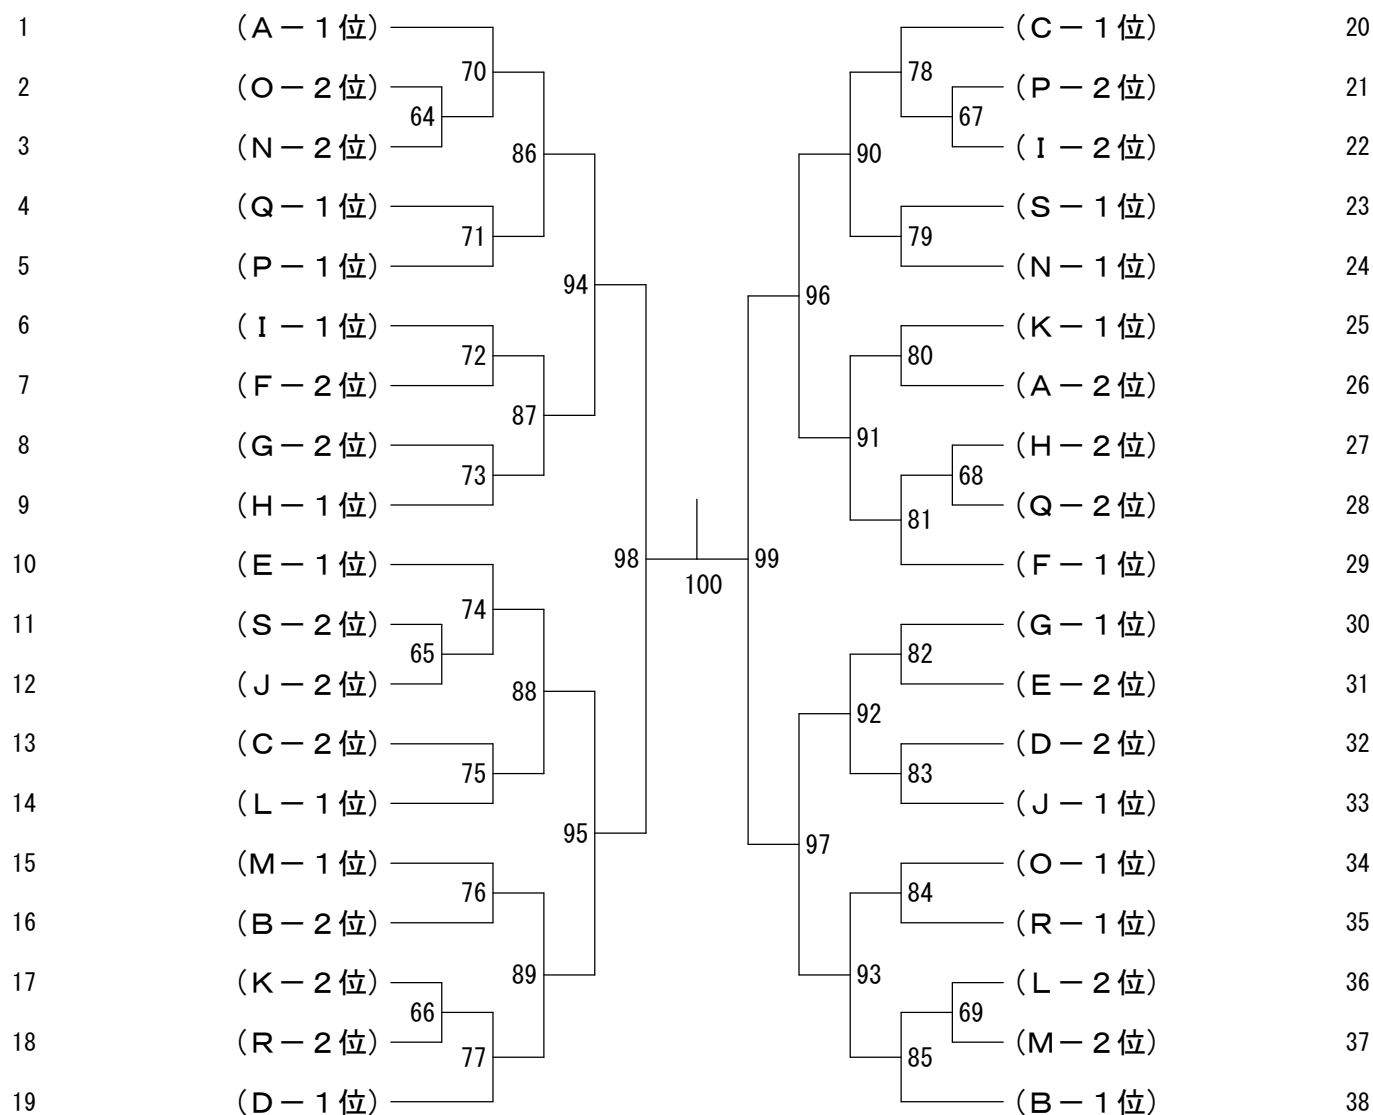 1 (A－1位) (C－1位) 20
70 78
2 (O－2位) (P－2位) 21
64 67
3 (N－2位) 86 90 (I－2位) 22
4 (Q－1位) (S－1位) 23
71 79
5 (P－1位) (N－1位) 24
94 96
6 (I－1位) (K－1位) 25
72 80
7 (F－2位) (A－2位) 26
87 91
8 (G－2位) (H－2位) 27
73 68
9 (H－1位) (Q－2位) 28
81
10 (E－1位) 98 99 (F－1位) 29
100
74
11 (S－2位) (G－1位) 30
65 82
12 (J－2位) 88 (E－2位) 31
92
13 (C－2位) (D－2位) 32
75 83
14 (L－1位) (J－1位) 33
95 97
15 (M－1位) (O－1位) 34
76 84
16 (B－2位) (R－1位) 35
89 93
17 (K－2位) (L－2位) 36
66 69
18 (R－2位) (M－2位) 37
77 85
19 (D－1位) (B－1位) 38